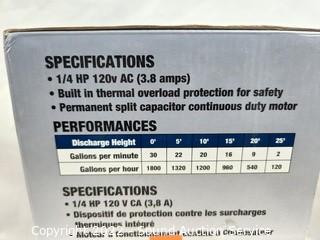 SPECIFICATIONS
• 1/4 HP 120v AC (3.8 amps)
• Built in thermal overload protection for safety
• Permanent split capacitor continuous duty motor
PERFORMANCES
Discharge Height 0' 5' 10' 15' 20' 25'
Gallons per minute 30 22 20 16 9 2
Gallons per hour 1800 1320 1200 960 540 120
SPÉCIFICATIONS
• 1/4 HP 120 V CA (3,8 A)
• Dispositif de protection contre les surcharges
thermiques intégré
• Moteur à fonctionnement